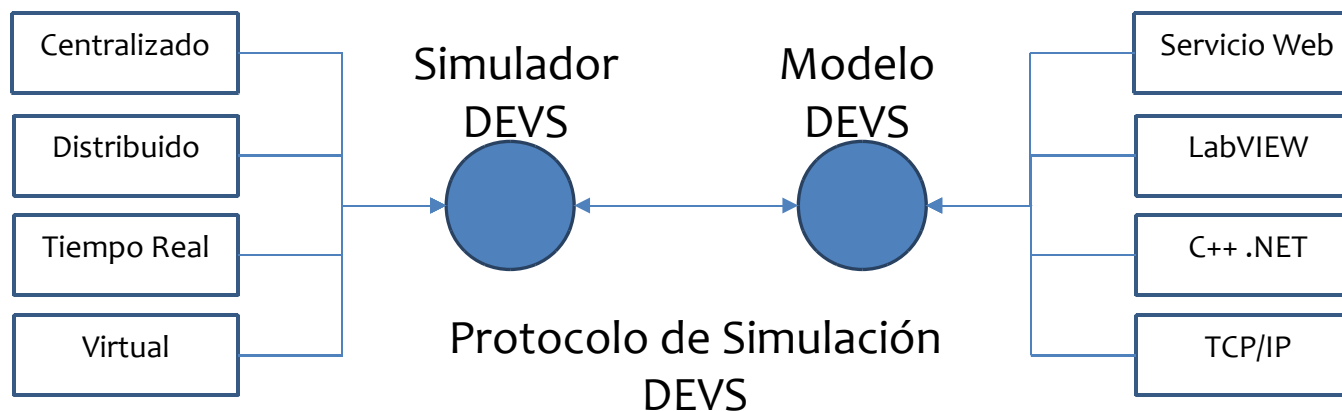 Centralizado
Distribuido
Tiempo Real
Virtual
Simulador
DEVS
Modelo
DEVS
Protocolo de Simulación
DEVS
Servicio Web
LabVIEW
C++ .NET
TCP/IP